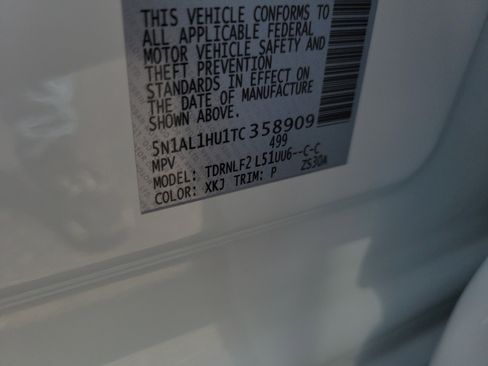 THIS VEHICLE CONFORMS TO
ALL APPLICABLE FEDERAL
MOTOR VEHICLE SAFETY AND
THEFT PREVENTION
STANDARDS IN EFFECT ON
THE DATE OF MANUFACTURE
SHOWN ABOVE.
5N1AL1HU1TC358909
MPV 499
MODEL: TDRNLF2 L51UU6--C-C
COLOR: XKJ TRIM: P ZS30A